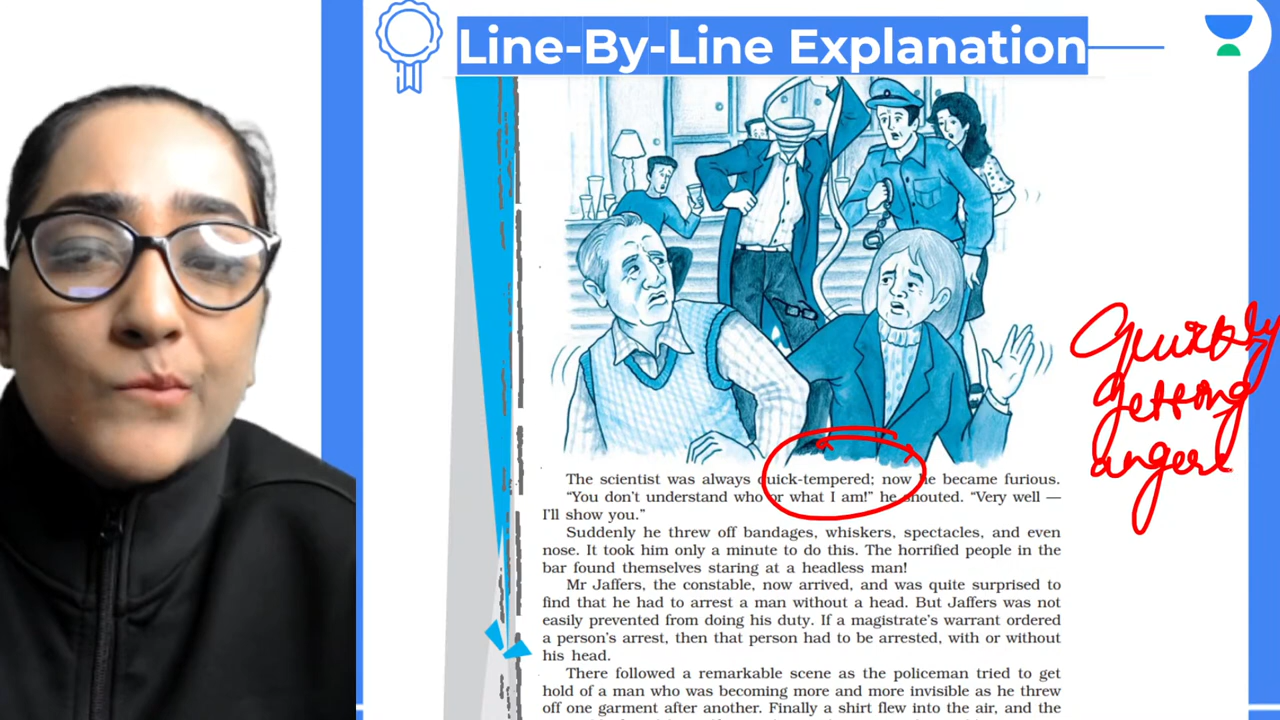 Line-By-Line Explanation
Quickly
getting
anger
The scientist was always quick-tempered; now he became furious.
“You don’t understand who or what I am!” he shouted. “Very well —
I’ll show you.”
Suddenly he threw off bandages, whiskers, spectacles, and even
nose. It took him only a minute to do this. The horrified people in the
bar found themselves staring at a headless man!
Mr Jaffers, the constable, now arrived, and was quite surprised to
find that he had to arrest a man without a head. But Jaffers was not
easily prevented from doing his duty. If a magistrate’s warrant ordered
a person’s arrest, then that person had to be arrested, with or without
his head.
There followed a remarkable scene as the policeman tried to get
hold of a man who was becoming more and more invisible as he threw
off one garment after another. Finally a shirt flew into the air, and the